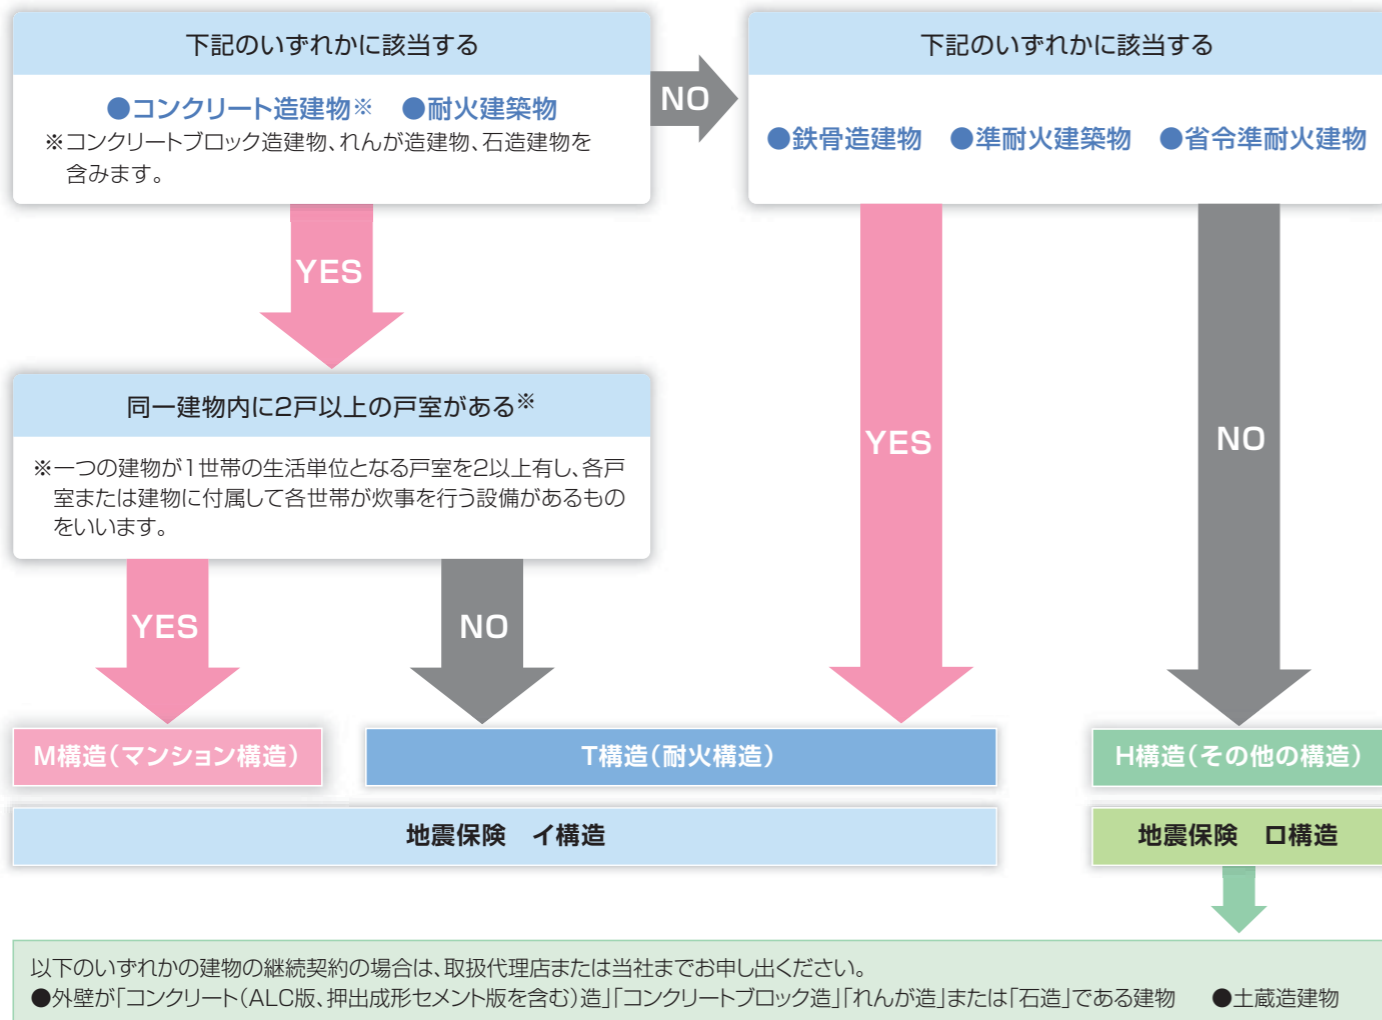 下記のいずれかに該当する
●コンクリート造建物※ ●耐火建築物
※コンクリートブロック造建物、れんが造建物、石造建物を
含みます。
NO
下記のいずれかに該当する
●鉄骨造建物 ●準耐火建築物 ●省令準耐火建物
YES
同一建物内に2戸以上の戸室がある※
※一つの建物が1世帯の生活単位となる戸室を2以上有し、各戸
室または建物に付属して各世帯が炊事を行う設備があるもの
をいいます。
YES
NO
YES
NO
M構造(マンション構造)
T構造(耐火構造)
H構造(その他の構造)
地震保険 イ構造
地震保険 ロ構造
以下のいずれかの建物の継続契約の場合は、取扱代理店または当社までお申し出ください。
●外壁が「コンクリート(ALC版、押出成形セメント版を含む)造」「コンクリートブロック造」「れんが造」または「石造」である建物 ●土蔵造建物